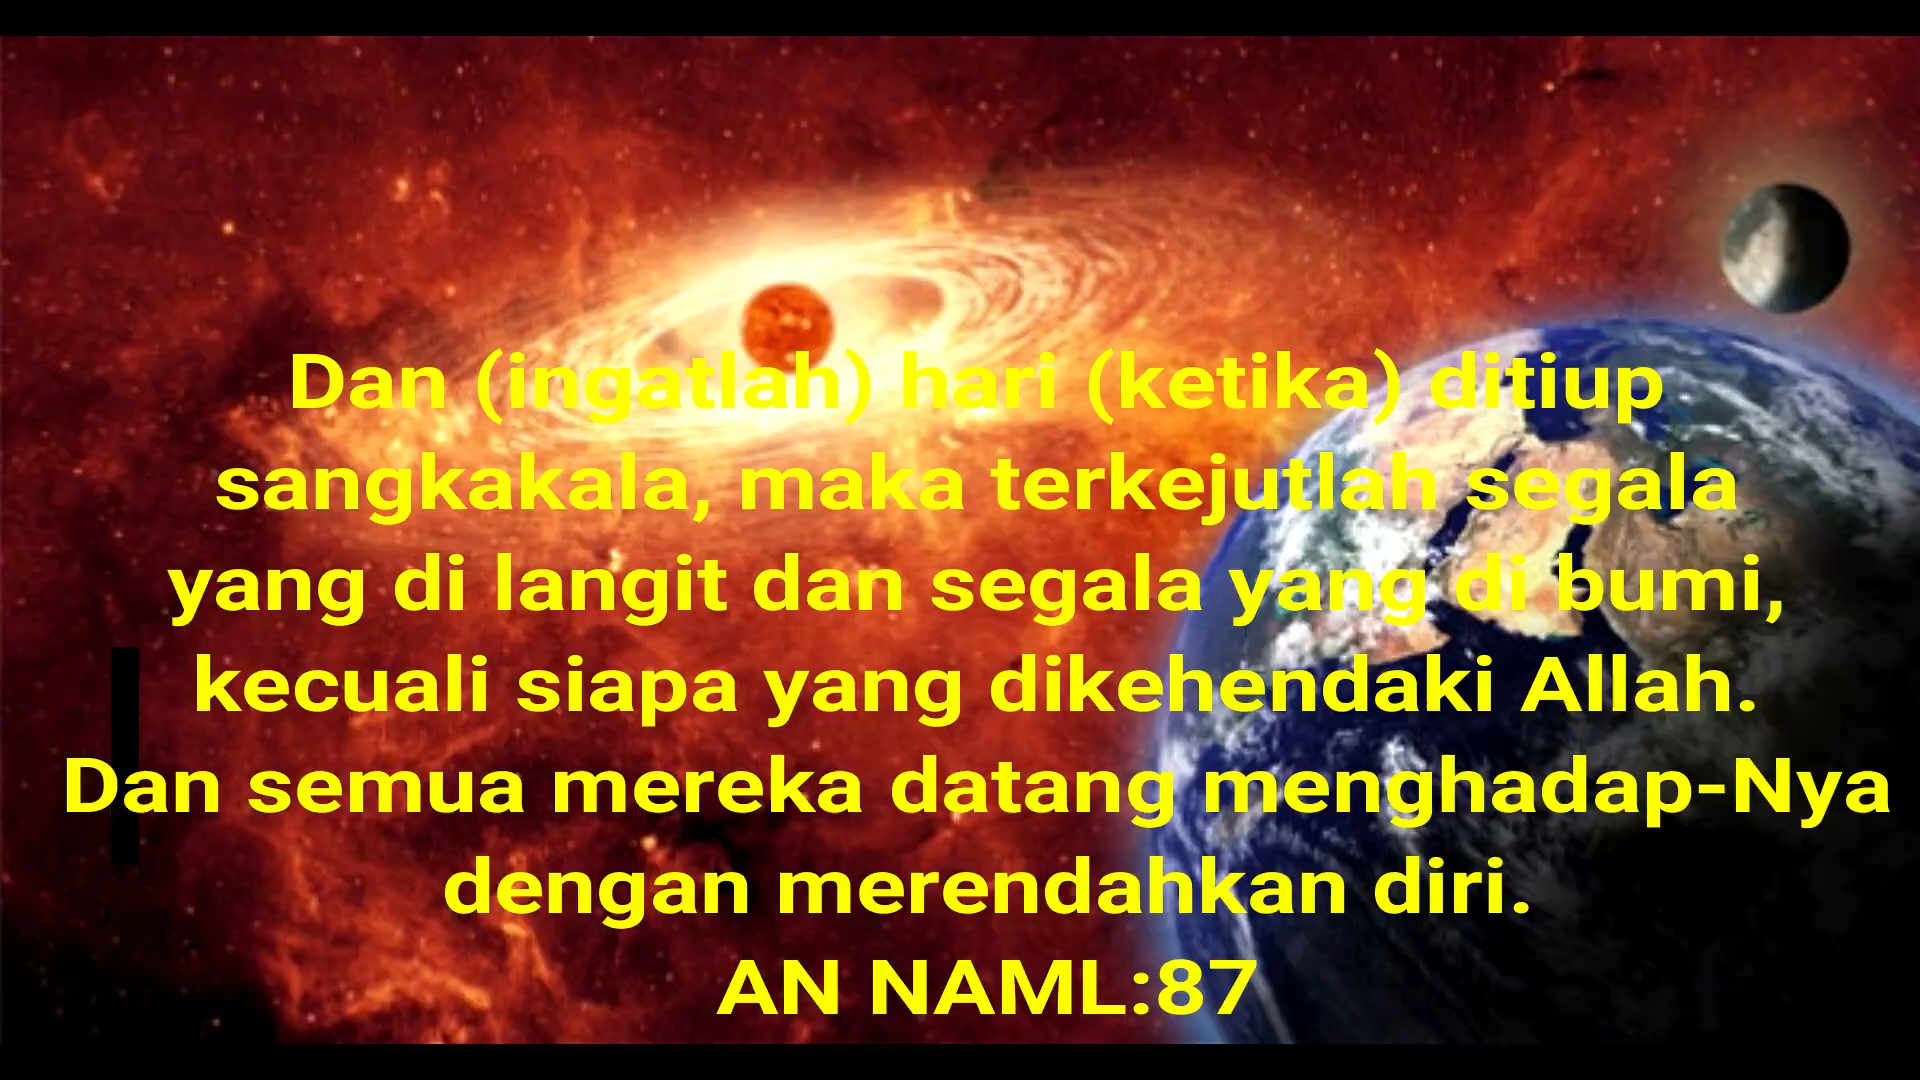 Dan (ingatlah) hari (ketika) ditiup
sangkakala, maka terkejutlah segala
yang di langit dan segala yang di bumi,
kecuali siapa yang dikehendaki Allah.
Dan semua mereka datang menghadap-Nya
dengan merendahkan diri.
AN NAML:87